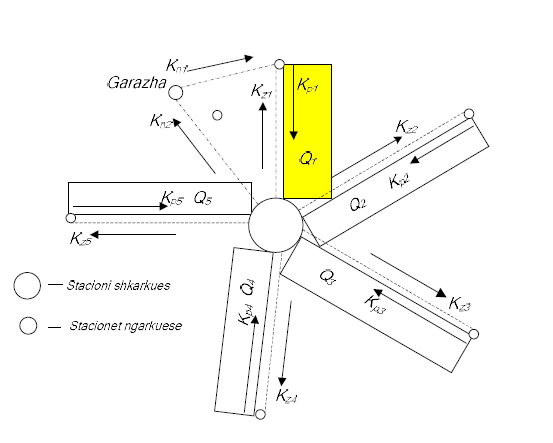 Kn1
Garazha
Kz1
Kp1
Kn2
Kz2
Q1
Kp2
Kp5 Q5
Q2
Kz5
Q3
Q4
Kz3
Kp3
Kp4
Kz4
Stacioni shkarkues
Stacionet ngarkuese